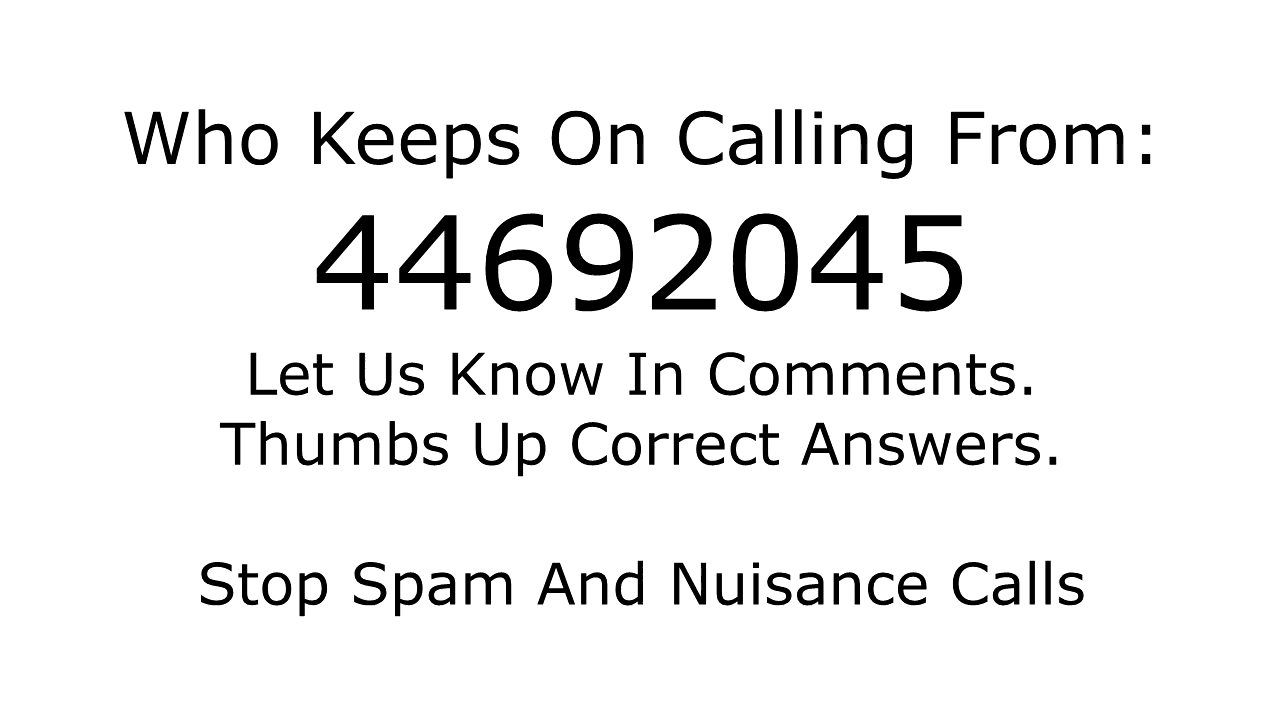 Who Keeps On Calling From:
44692045
Let Us Know In Comments.
Thumbs Up Correct Answers.
Stop Spam And Nuisance Calls